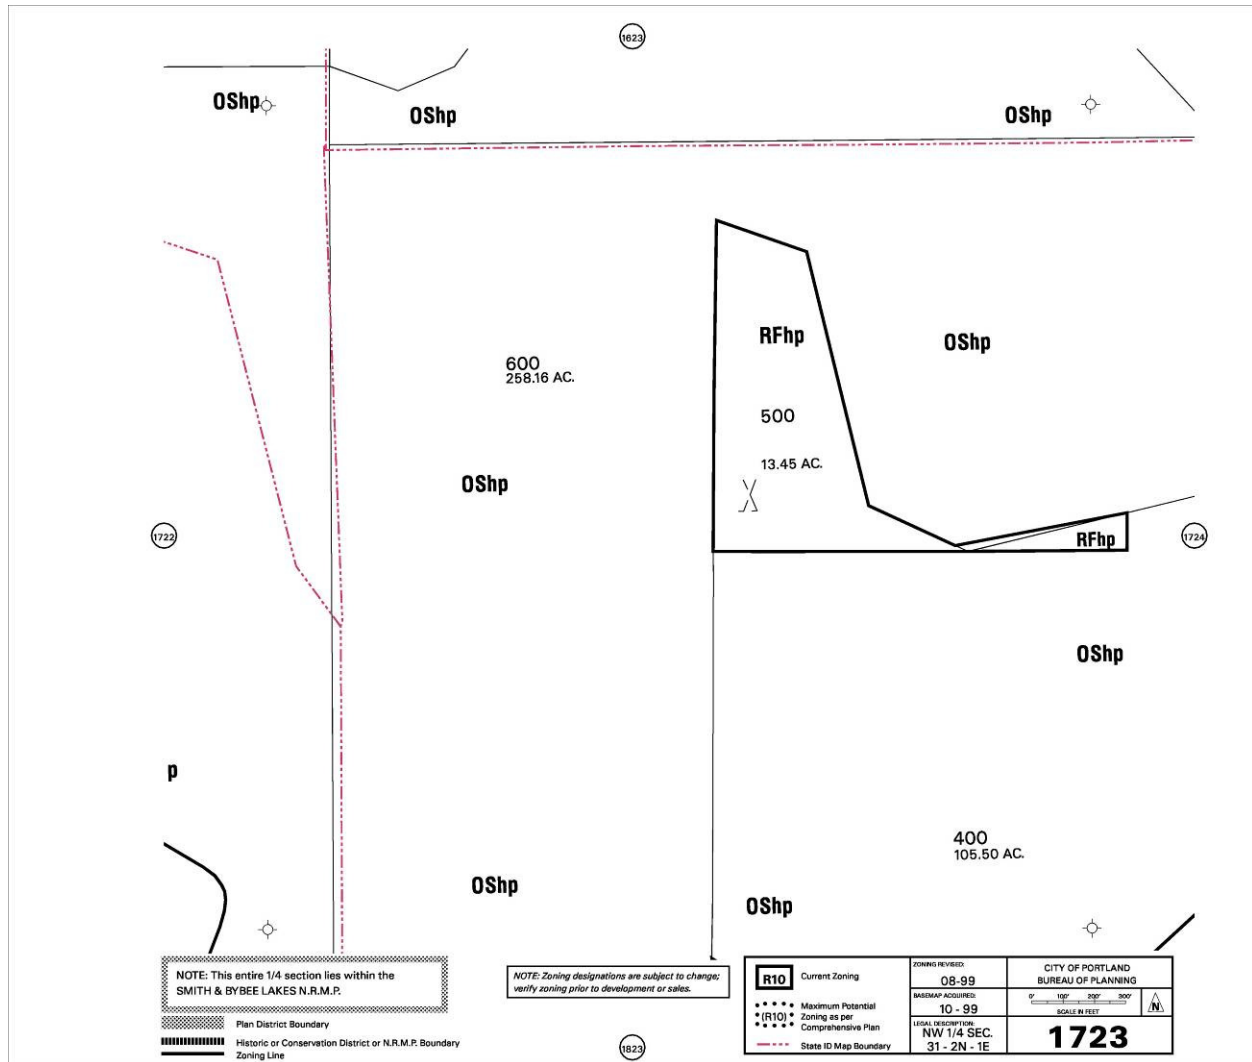 1623
OShp
OShp
OShp
RFhp
OShp
600
258.16 AC.
500
13.45 AC.
OShp
1722
1724
RFhp
OShp
p
400
105.50 AC.
OShp
OShp
NOTE: This entire 1/4 section lies within the
SMITH & BYBEE LAKES N.R.M.P.
Plan District Boundary
Historic or Conservation District or N.R.M.P. Boundary
Zoning Line
NOTE: Zoning designations are subject to change;
verify zoning prior to development or sales.
1823
R10 Current Zoning
(R10) Maximum Potential
Zoning as per
Comprehensive Plan
State ID Map Boundary
ZONING REVISED:
08-99
BASEMAP ACQUIRED:
10 - 99
LEGAL DESCRIPTION:
NW 1/4 SEC.
31 - 2N - 1E
CITY OF PORTLAND
BUREAU OF PLANNING
0' 100' 200' 300'
SCALE IN FEET
N
1723